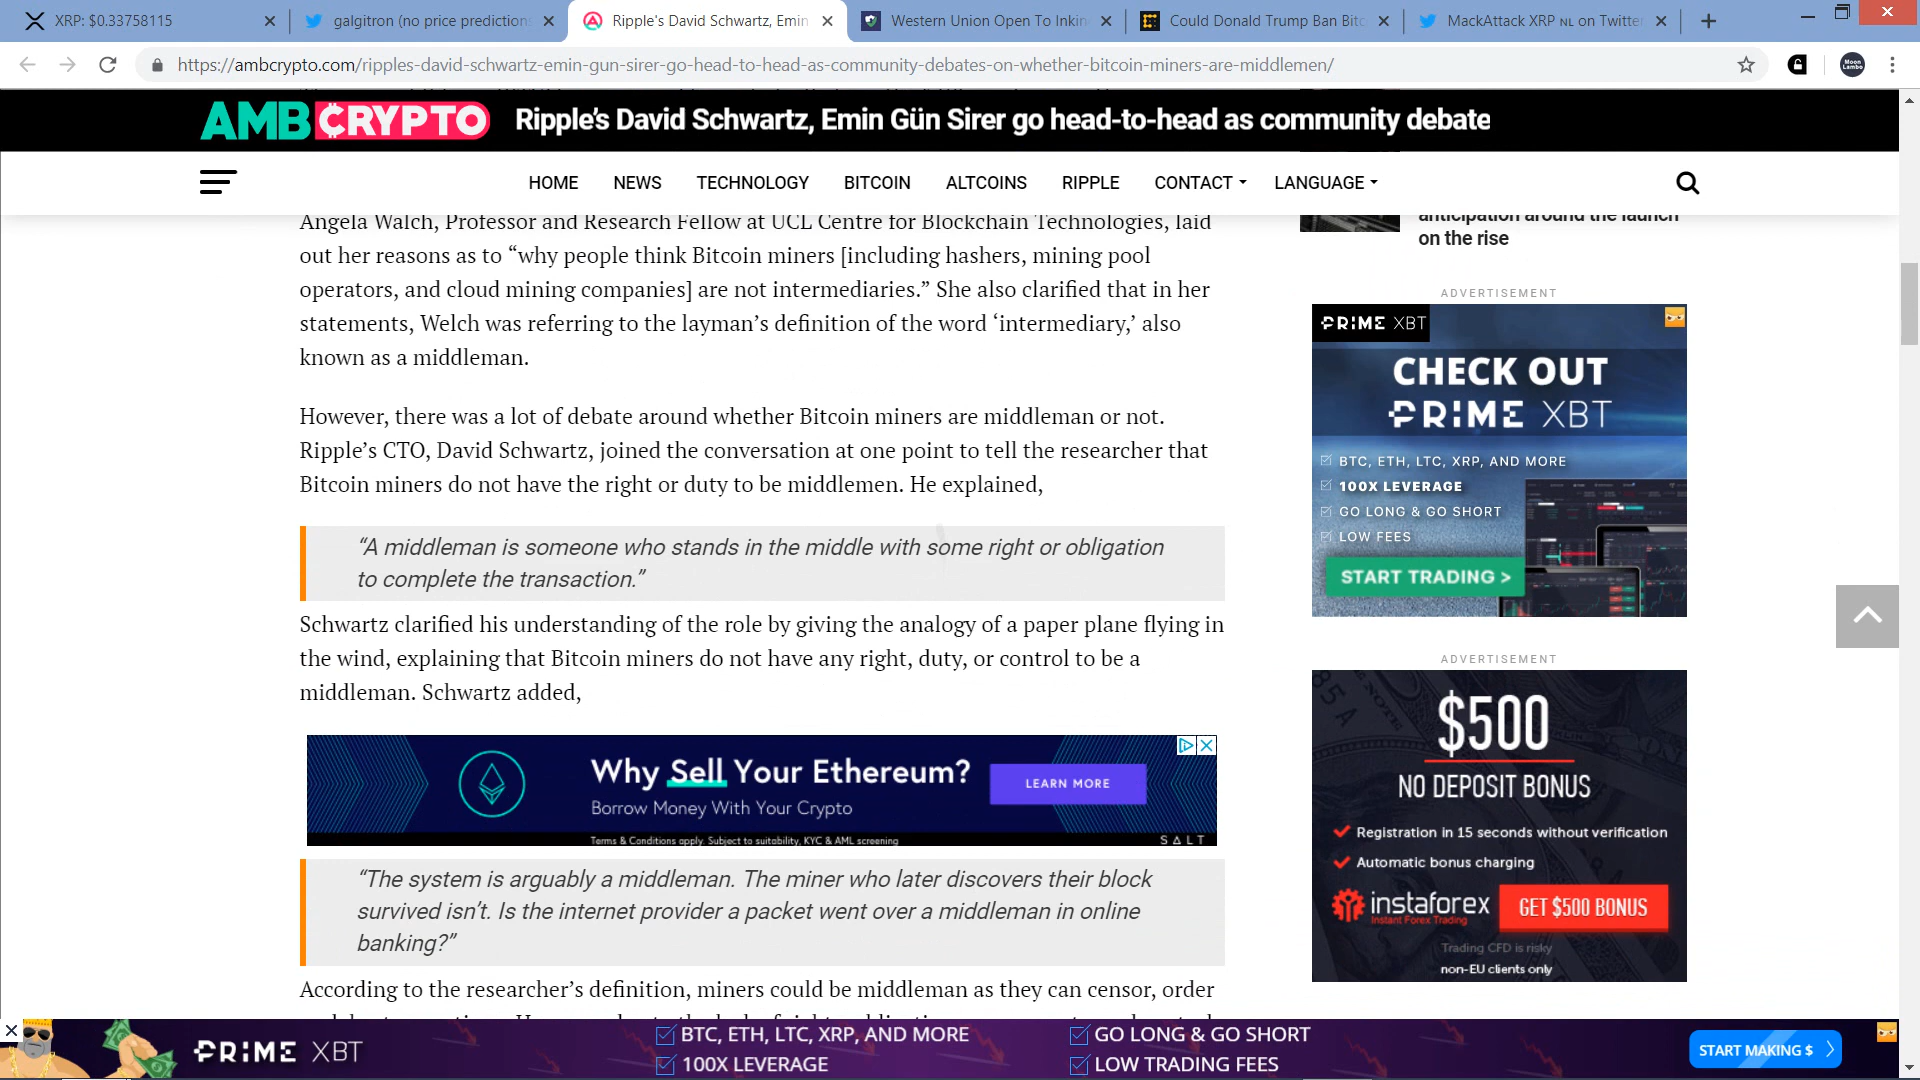 XRP: $0.33758115
galgitron (no price prediction
Ripple's David Schwartz, Emin
Western Union Open To Inkin
Could Donald Trump Ban Bitc
MackAttack XRP NL on Twitte
https://ambcrypto.com/ripples-david-schwartz-emin-gun-sirer-go-head-to-head-as-community-debates-on-whether-bitcoin-miners-are-middlemen/
Moon Lambo
AMBCRYPTO
Ripple's David Schwartz, Emin Gün Sirer go head-to-head as community debate
HOME NEWS TECHNOLOGY BITCOIN ALTCOINS RIPPLE CONTACT LANGUAGE
Angela Walch, Professor and Research Fellow at UCL Centre for Blockchain Technologies, laid
out her reasons as to “why people think Bitcoin miners [including hashers, mining pool
operators, and cloud mining companies] are not intermediaries.” She also clarified that in her
statements, Welch was referring to the layman’s definition of the word ‘intermediary,’ also
known as a middleman.
However, there was a lot of debate around whether Bitcoin miners are middleman or not.
Ripple’s CTO, David Schwartz, joined the conversation at one point to tell the researcher that
Bitcoin miners do not have the right or duty to be middlemen. He explained,
“A middleman is someone who stands in the middle with some right or obligation
to complete the transaction.”
Schwartz clarified his understanding of the role by giving the analogy of a paper plane flying in
the wind, explaining that Bitcoin miners do not have any right, duty, or control to be a
middleman. Schwartz added,
Why Sell Your Ethereum?
Borrow Money With Your Crypto
LEARN MORE
Terms & Conditions apply. Subject to suitability, KYC & AML screening
SALT
“The system is arguably a middleman. The miner who later discovers their block
survived isn’t. Is the internet provider a packet went over a middleman in online
banking?”
According to the researcher’s definition, miners could be middleman as they can censor, order
anticipation around the launch
on the rise
ADVERTISEMENT
PRIME XBT
CHECK OUT
PRIME XBT
BTC, ETH, LTC, XRP, AND MORE
100X LEVERAGE
GO LONG & GO SHORT
LOW FEES
START TRADING >
ADVERTISEMENT
$500
NO DEPOSIT BONUS
Registration in 15 seconds without verification
Automatic bonus charging
instaforex
Instant Forex Trading
GET $500 BONUS
Trading CFD is risky
non-EU clients only
PRIME XBT
BTC, ETH, LTC, XRP, AND MORE
100X LEVERAGE
GO LONG & GO SHORT
LOW TRADING FEES
START MAKING $